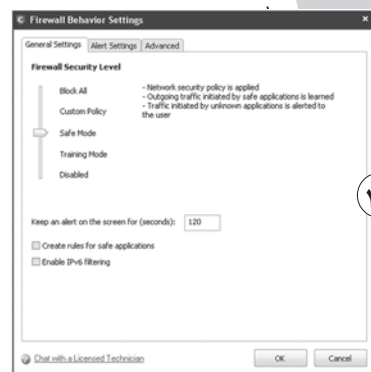 Firewall Behavior Settings
General Settings Alert Settings Advanced
Firewall Security Level
Block All
Custom Policy
Safe Mode
Training Mode
Disabled
- Network security policy is applied
- Outgoing traffic initiated by safe applications is learned
- Traffic initiated by unknown applications is alerted to
the user
Keep an alert on the screen for (seconds): 120
Create rules for safe applications
Enable IPv6 filtering
Chat with a Licensed Technician
OK Cancel